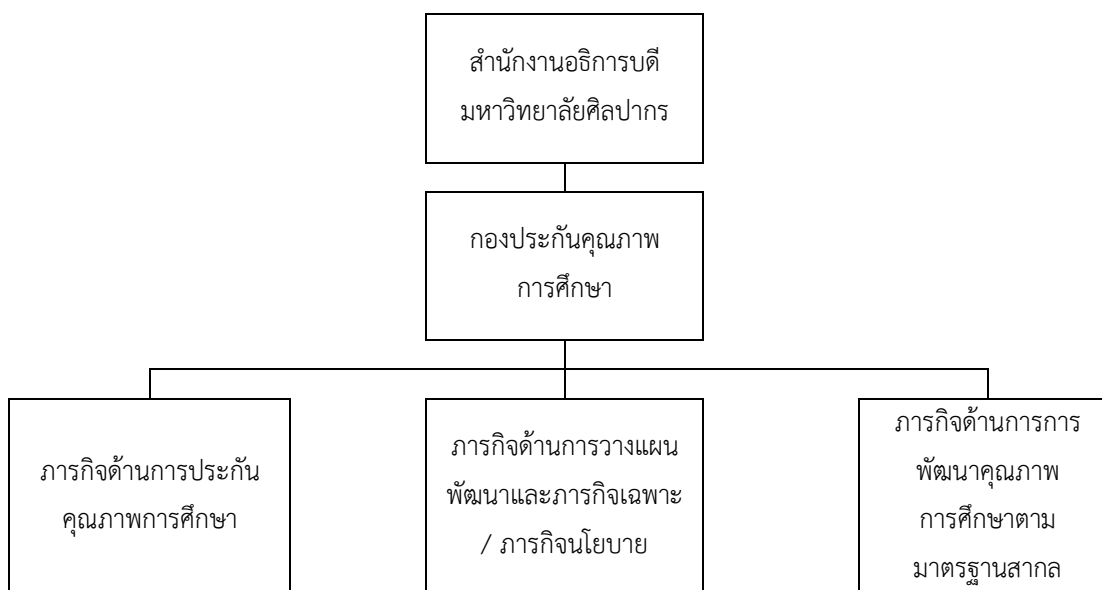 สำนักงานอธิการบดี
มหาวิทยาลัยศิลปากร
กองประกันคุณภาพ
การศึกษา
ภารกิจด้านการประกัน
คุณภาพการศึกษา
ภารกิจด้านการวางแผน
พัฒนาและภารกิจเฉพาะ
/ ภารกิจนโยบาย
ภารกิจด้านการการ
พัฒนาคุณภาพ
การศึกษาตาม
มาตรฐานสากล